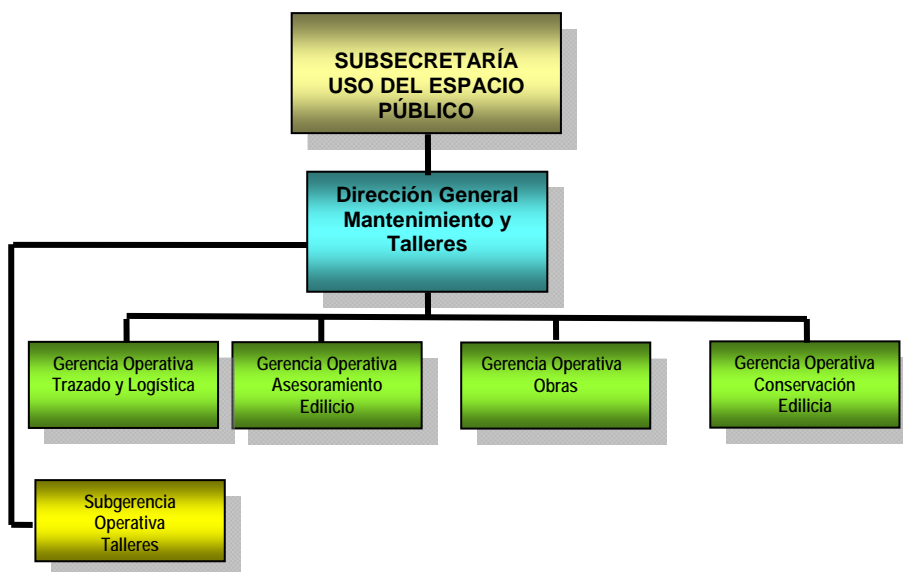 SUBSECRETARÍA
USO DEL ESPACIO
PÚBLICO
Dirección General
Mantenimiento y
Talleres
Gerencia Operativa
Trazado y Logística
Gerencia Operativa
Asesoramiento
Edilicio
Gerencia Operativa
Obras
Gerencia Operativa
Conservación
Edilicia
Subgerencia
Operativa
Talleres